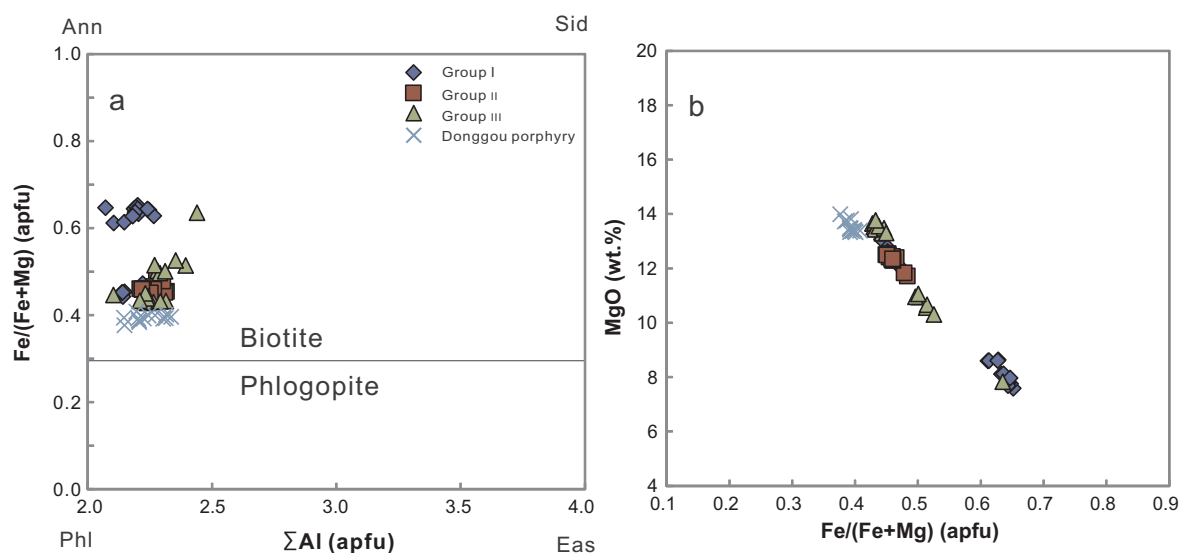 Ann
Sid
a
1.0
0.8
0.6
0.4
0.2
0.0
Fe/(Fe+Mg) (apfu)
Group I
Group II
Group III
Donggou porphyry
Biotite
Phlogopite
2.0
2.5
3.0
3.5
4.0
Phl
∑Al (apfu)
Eas
b
20
18
16
14
12
10
8
6
4
MgO (wt.%)
0.1
0.2
0.3
0.4
0.5
0.6
0.7
0.8
0.9
Fe/(Fe+Mg) (apfu)